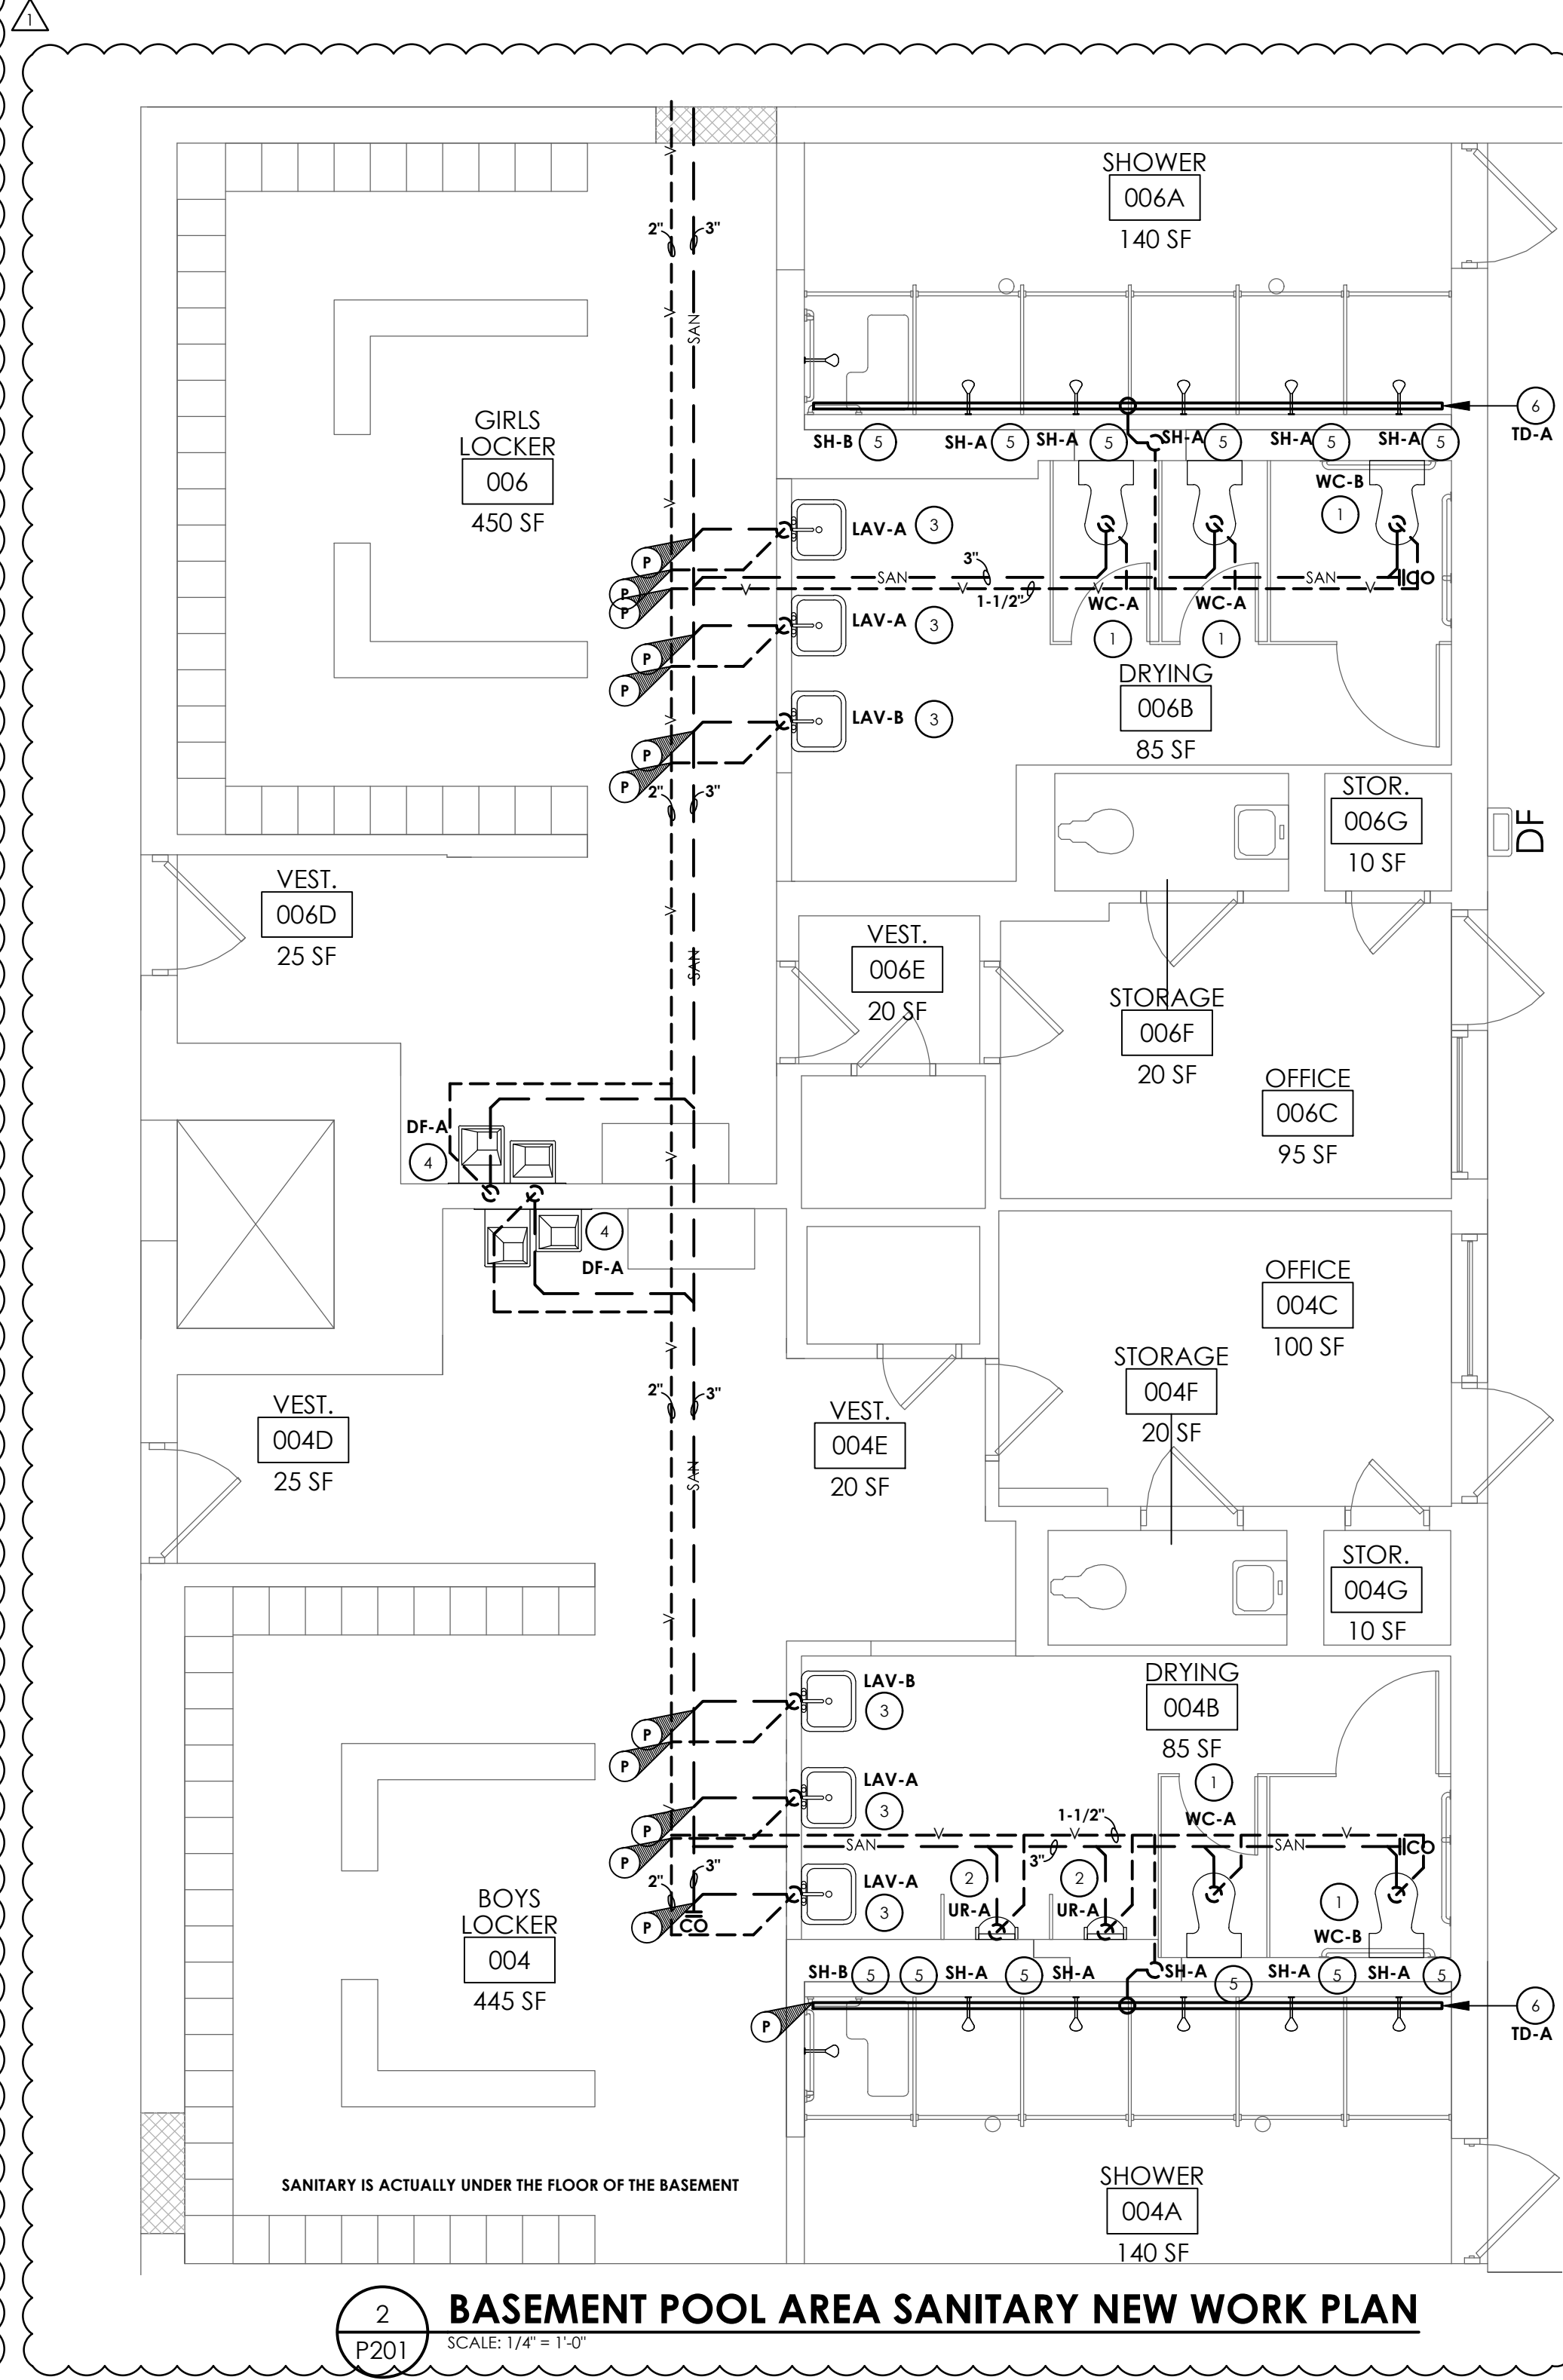 1
SHOWER
006A
140 SF
2" 3"
SAN
GIRLS
LOCKER
006
450 SF
6
TD-A
SH-B 5 SH-A 5 SH-A 5 SH-A 5 SH-A 5 SH-A 5
WC-B
1
LAV-A 3
P
P
P
3"
SAN V V SAN V CO
1-1/2"
WC-A WC-A
1 1
LAV-A 3
P
P
DRYING
006B
85 SF
LAV-B 3
P
P
2" 3"
STOR.
006G
10 SF
DF
VEST.
006D
25 SF
VEST.
006E
20 SF
SAN
STORAGE
006F
20 SF
OFFICE
006C
95 SF
DF-A
4
4
DF-A
OFFICE
004C
100 SF
STORAGE
004F
20 SF
2" 3"
VEST.
004D
25 SF
VEST.
004E
20 SF
SAN
STOR.
004G
10 SF
DRYING
004B
85 SF
LAV-B
3
P
P
1
WC-A
LAV-A
3
P
P
1-1/2"
V V V
SAN SAN CO
3"
2" 3"
LAV-A
3
P
CO
2 2
UR-A UR-A
1
WC-B
BOYS
LOCKER
004
445 SF
SH-B 5 5 SH-A 5 SH-A SH-A 5 SH-A 5 SH-A 5
P
6
TD-A
SANITARY IS ACTUALLY UNDER THE FLOOR OF THE BASEMENT
SHOWER
004A
140 SF
2
P201
BASEMENT POOL AREA SANITARY NEW WORK PLAN
SCALE: 1/4" = 1'-0"